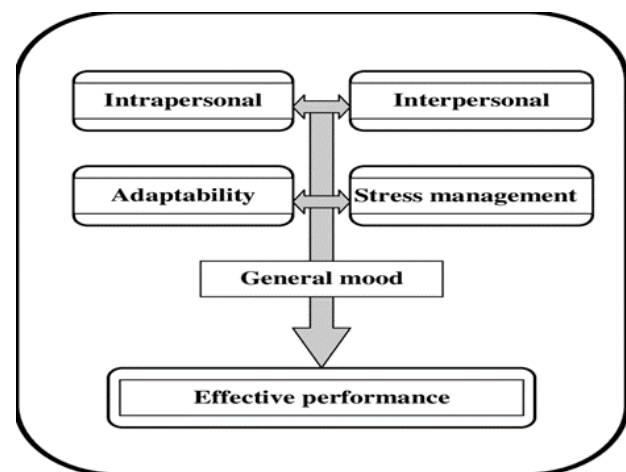 Intrapersonal
Interpersonal
Adaptability
Stress management
General mood
Effective performance